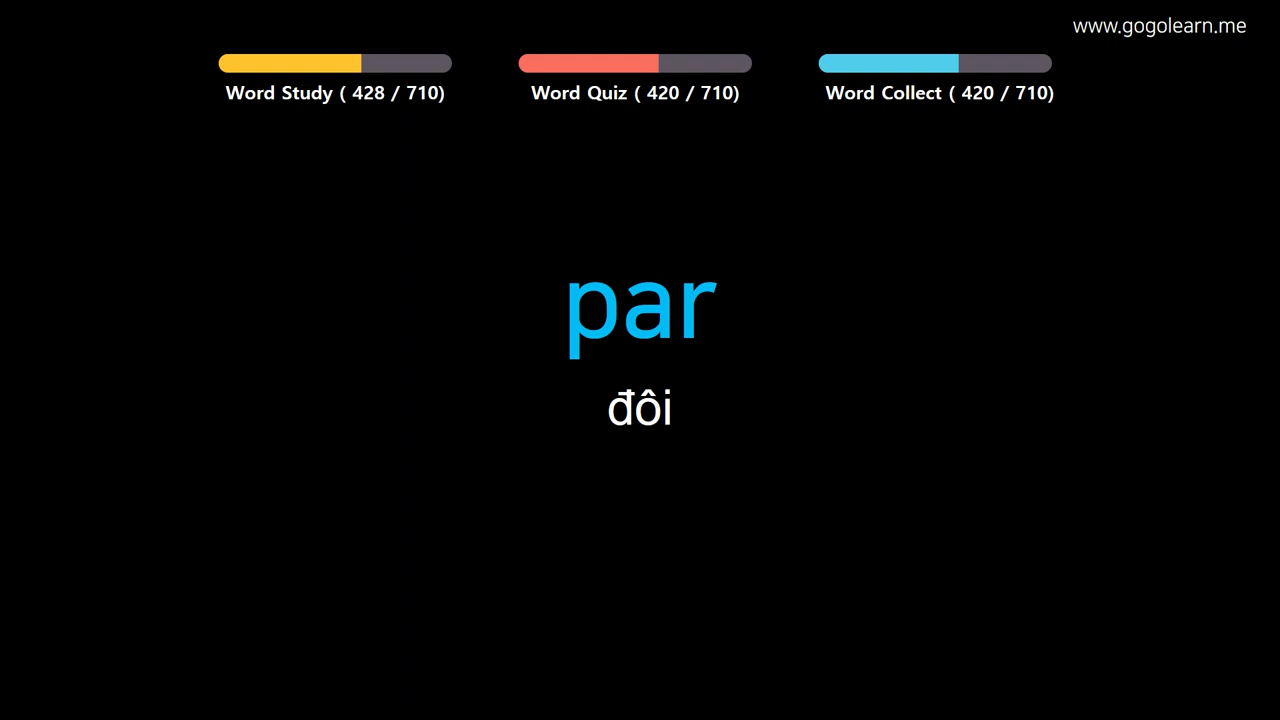 www.gogolearn.me
Word Study ( 428 / 710)
Word Quiz ( 420 / 710)
Word Collect ( 420 / 710)
par
đôi